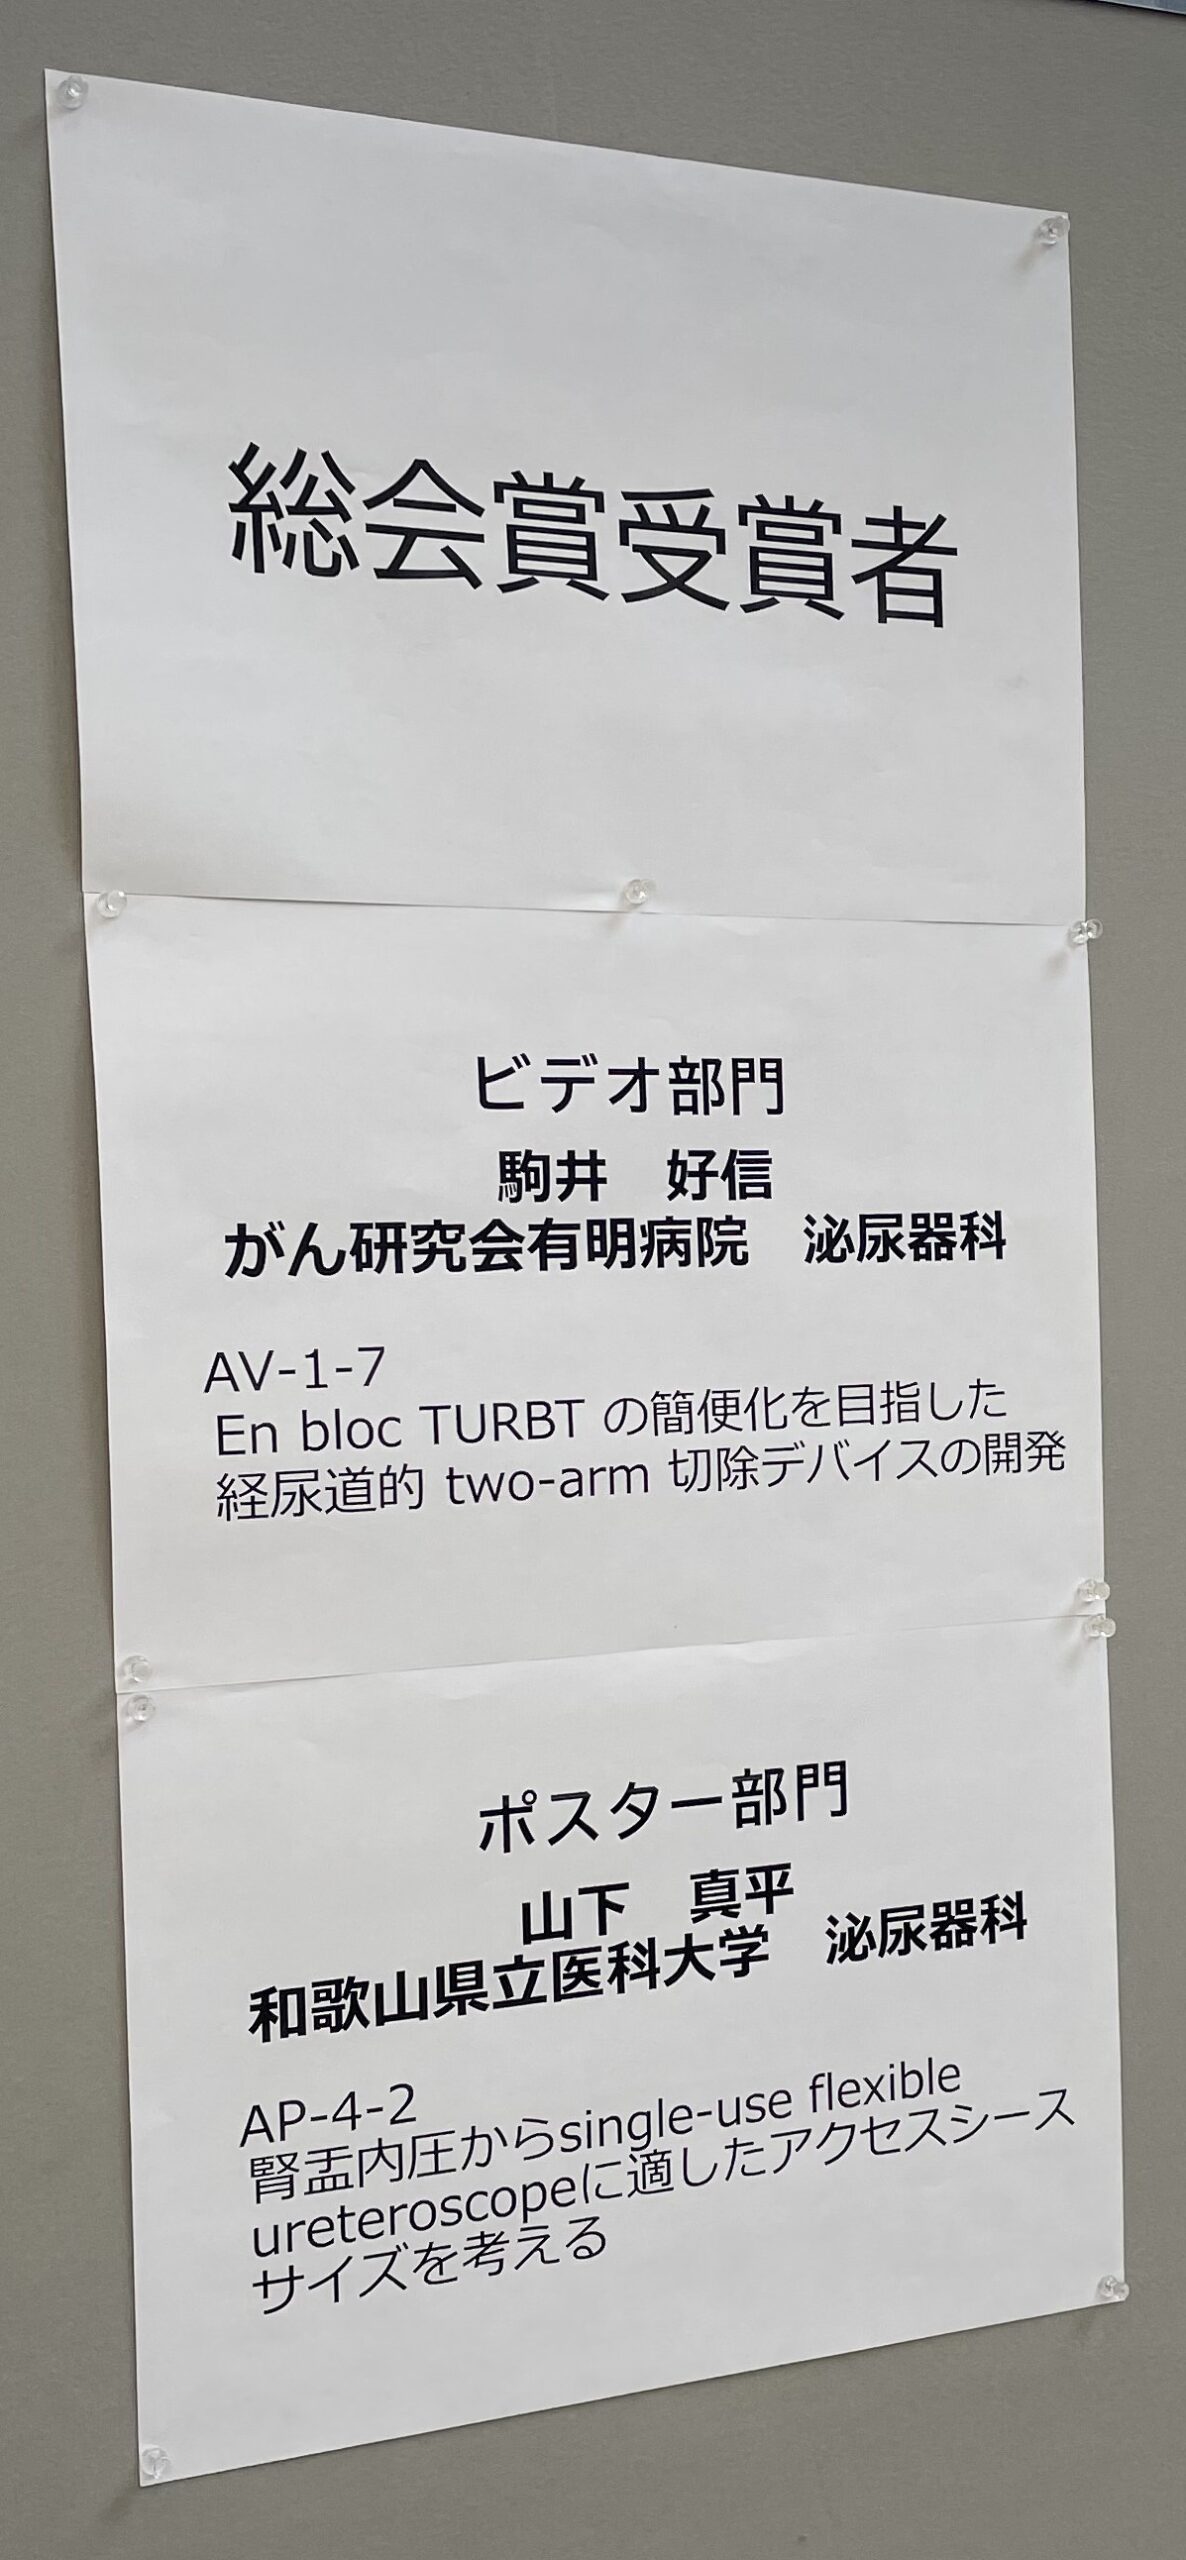 総会賞受賞者
ビデオ部門
駒井　好信
がん研究会有明病院　泌尿器科
AV-1-7
En bloc TURBT の簡便化を目指した
経尿道的 two-arm 切除デバイスの開発
ポスター部門
山下　真平
和歌山県立医科大学　泌尿器科
AP-4-2
腎盂内圧からsingle-use flexible
ureteroscopeに適したアクセスシース
サイズを考える